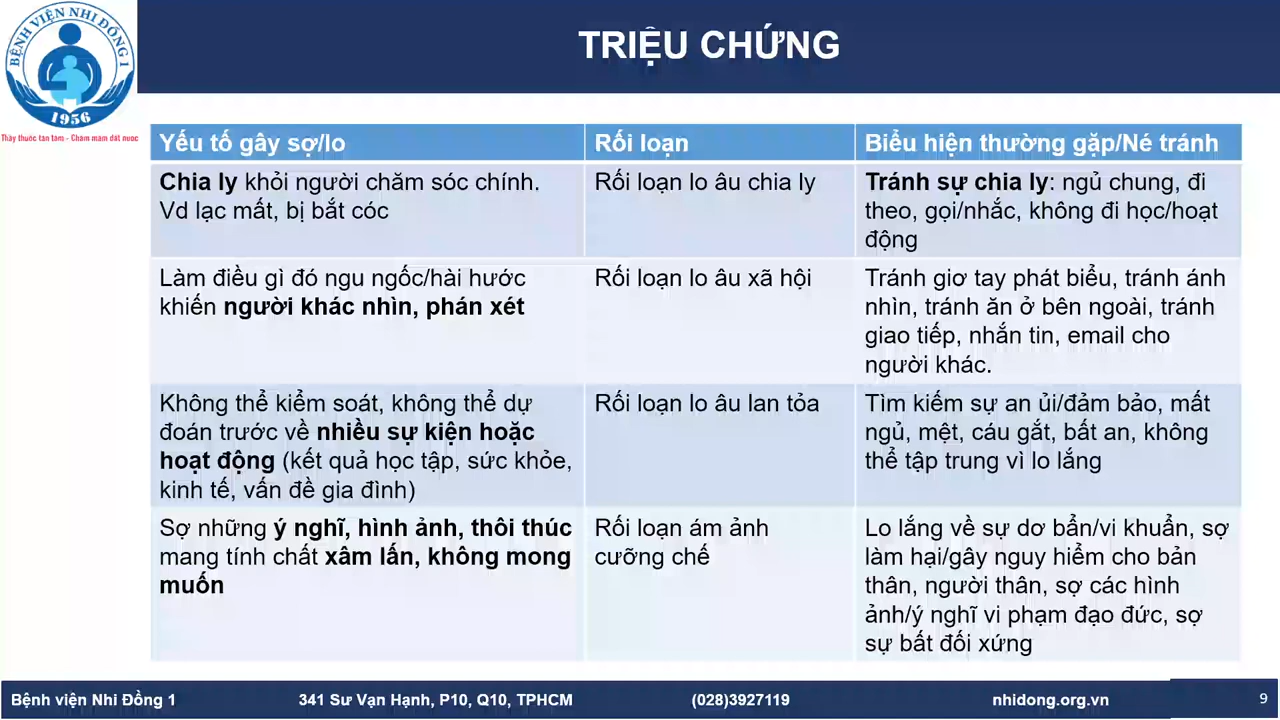 BỆNH VIỆN NHI ĐỒNG 1
1956
Thầy thuốc tận tâm - Chăm mầm đất nước
TRIỆU CHỨNG
Yếu tố gây sợ/lo
Rối loạn
Biểu hiện thường gặp/Né tránh
Chia ly khỏi người chăm sóc chính.
Vd lạc mất, bị bắt cóc
Rối loạn lo âu chia ly
Tránh sự chia ly: ngủ chung, đi
theo, gọi/nhắc, không đi học/hoạt
động
Làm điều gì đó ngu ngốc/hài hước
khiến người khác nhìn, phán xét
Rối loạn lo âu xã hội
Tránh giơ tay phát biểu, tránh ánh
nhìn, tránh ăn ở bên ngoài, tránh
giao tiếp, nhắn tin, email cho
người khác.
Không thể kiểm soát, không thể dự
đoán trước về nhiều sự kiện hoặc
hoạt động (kết quả học tập, sức khỏe,
kinh tế, vấn đề gia đình)
Rối loạn lo âu lan tỏa
Tìm kiếm sự an ủi/đảm bảo, mất
ngủ, mệt, cáu gắt, bất an, không
thể tập trung vì lo lắng
Sợ những ý nghĩ, hình ảnh, thôi thúc
mang tính chất xâm lấn, không mong
muốn
Rối loạn ám ảnh
cưỡng chế
Lo lắng về sự dơ bẩn/vi khuẩn, sợ
làm hại/gây nguy hiểm cho bản
thân, người thân, sợ các hình
ảnh/ý nghĩ vi phạm đạo đức, sợ
sự bất đối xứng
Bệnh viện Nhi Đồng 1
341 Sư Vạn Hạnh, P10, Q10, TPHCM
(028)3927119
nhidong.org.vn
9